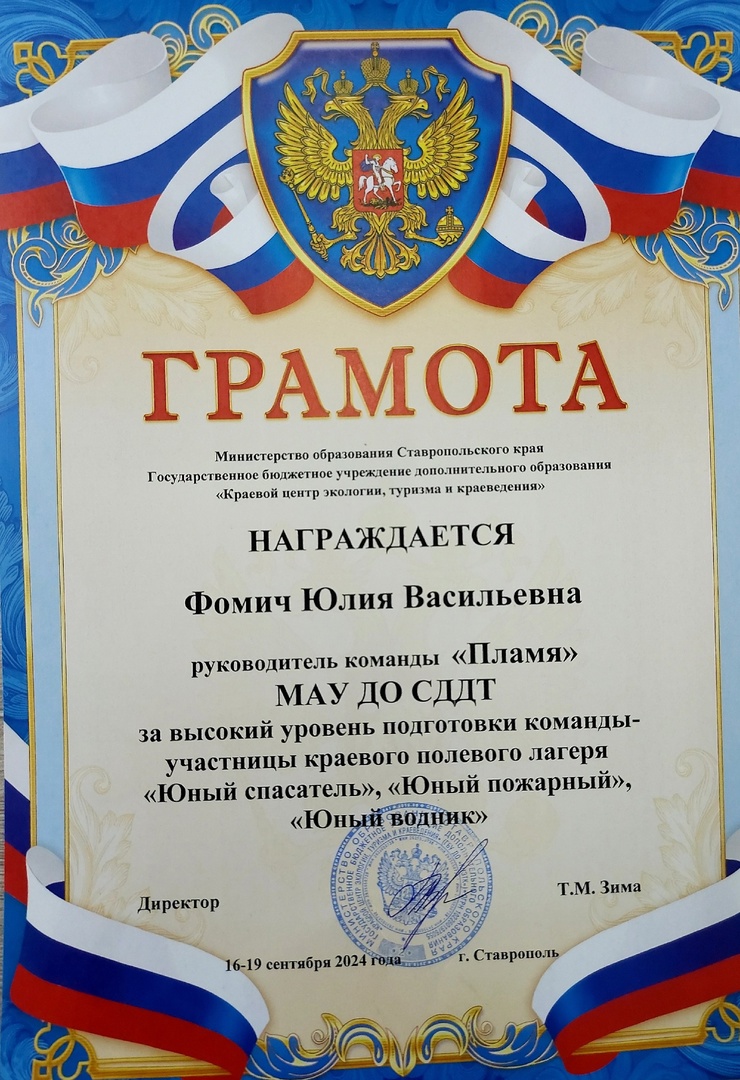 ГРАМОТА
Министерство образования Ставропольского края
Государственное бюджетное учреждение дополнительного образования
«Краевой центр экологии, туризма и краеведения»
НАГРАЖДАЕТСЯ
Фомич Юлия Васильевна
руководитель команды «Пламя»
МАУ ДО СДДТ
за высокий уровень подготовки команды-
участницы краевого полевого лагеря
«Юный спасатель», «Юный пожарный»,
«Юный водник»
Директор
Т.М. Зима
16-19 сентября 2024 года г. Ставрополь